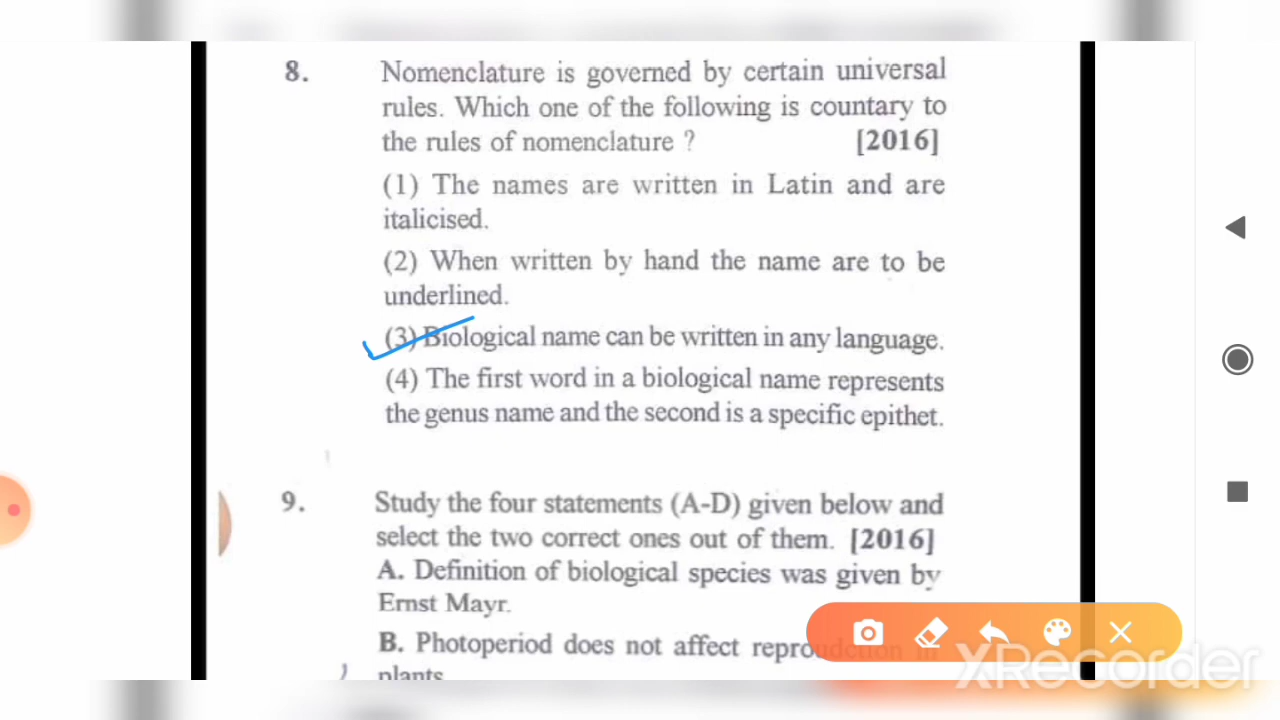 8. Nomenclature is governed by certain universal
rules. Which one of the following is countary to
the rules of nomenclature ? [2016]
(1) The names are written in Latin and are
italicised.
(2) When written by hand the name are to be
underlined.
(3) Biological name can be written in any language.
(4) The first word in a biological name represents
the genus name and the second is a specific epithet.
9. Study the four statements (A-D) given below and
select the two correct ones out of them. [2016]
A. Definition of biological species was given by
Ernst Mayr.
B. Photoperiod does not affect reproudction in
plants
XRecorder